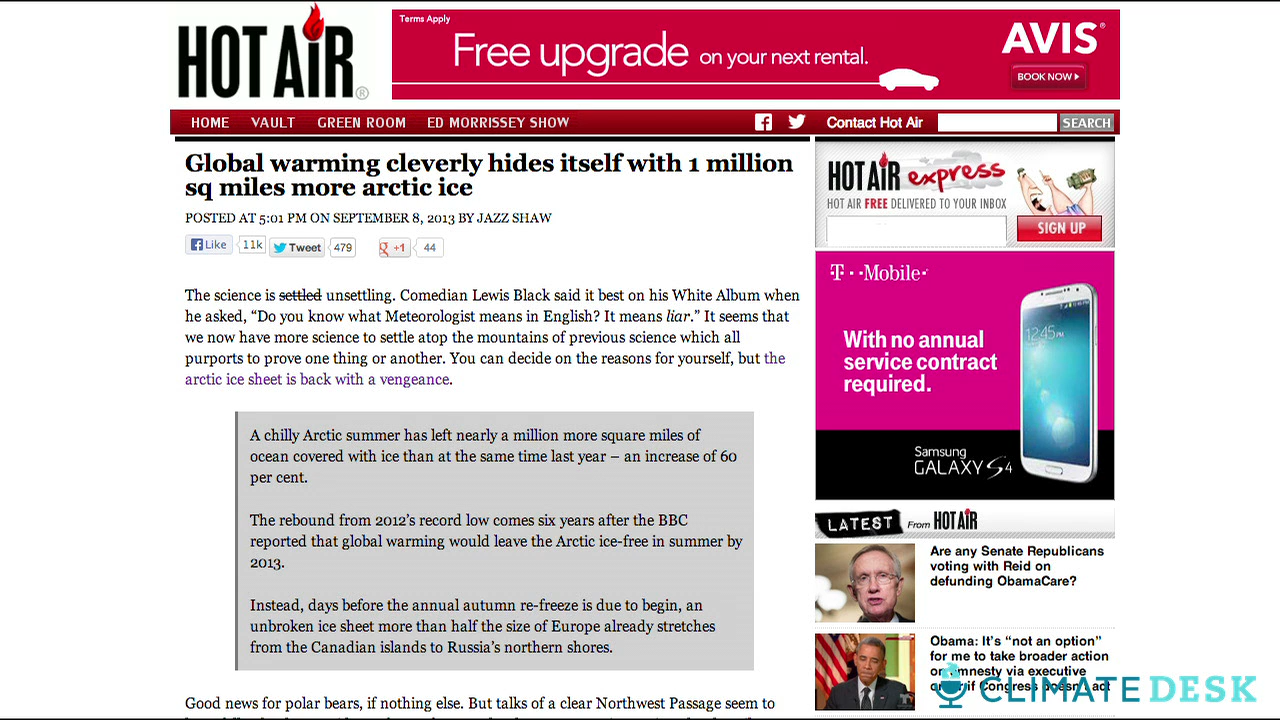 HOT AIR®
Terms Apply
Free upgrade on your next rental.
AVIS®
BOOK NOW
HOME VAULT GREEN ROOM ED MORRISSEY SHOW
Contact Hot Air
SEARCH
Global warming cleverly hides itself with 1 million
sq miles more arctic ice
POSTED AT 5:01 PM ON SEPTEMBER 8, 2013 BY JAZZ SHAW
Like 11k Tweet 479 +1 44
The science is settled unsettling. Comedian Lewis Black said it best on his White Album when
he asked, “Do you know what Meteorologist means in English? It means liar.” It seems that
we now have more science to settle atop the mountains of previous science which all
purports to prove one thing or another. You can decide on the reasons for yourself, but the
arctic ice sheet is back with a vengeance.
A chilly Arctic summer has left nearly a million more square miles of
ocean covered with ice than at the same time last year – an increase of 60
per cent.
The rebound from 2012’s record low comes six years after the BBC
reported that global warming would leave the Arctic ice-free in summer by
2013.
Instead, days before the annual autumn re-freeze is due to begin, an
unbroken ice sheet more than half the size of Europe already stretches
from the Canadian islands to Russia’s northern shores.
Good news for polar bears, if nothing else. But talks of a clear Northwest Passage seem to
HOT AIR express
HOT AIR FREE DELIVERED TO YOUR INBOX
SIGN UP
T-Mobile
12:45PM
With no annual
service contract
required.
Samsung
GALAXY S4
LATEST From HOT AIR
Are any Senate Republicans
voting with Reid on
defunding ObamaCare?
Obama: It’s “not an option”
for me to take broader action
on amnesty via executive
order if Congress doesn’t act
CLIMATE DESK